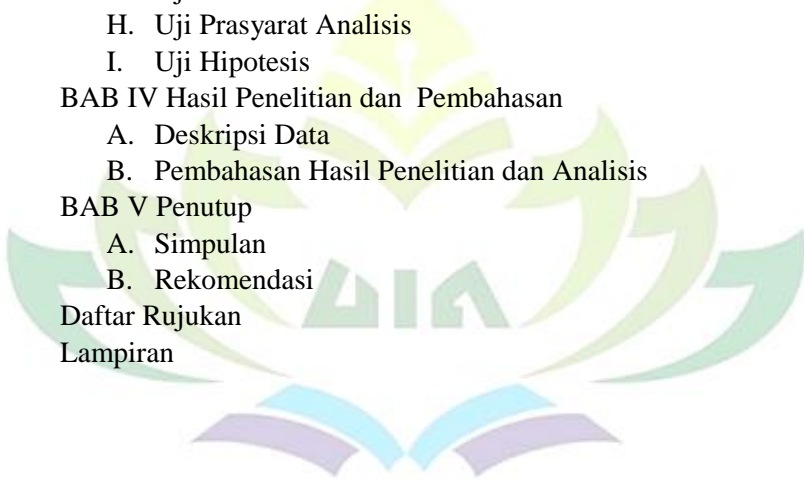 H. Uji Prasyarat Analisis
I. Uji Hipotesis
BAB IV Hasil Penelitian dan Pembahasan
A. Deskripsi Data
B. Pembahasan Hasil Penelitian dan Analisis
BAB V Penutup
A. Simpulan
B. Rekomendasi
UIN
Daftar Rujukan
Lampiran